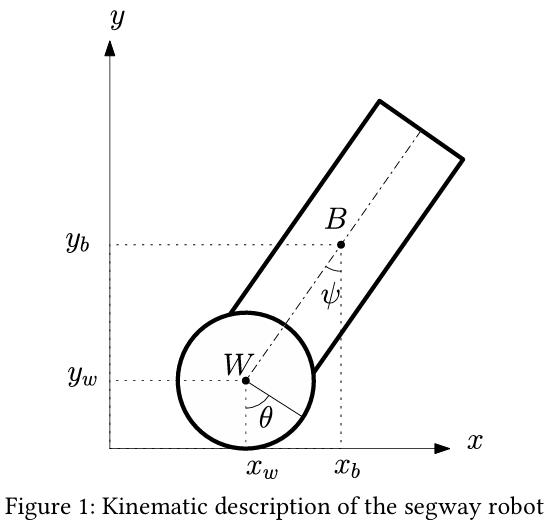 y
B
y_b
ψ
W
y_w
θ
x
x_w x_b
Figure 1: Kinematic description of the segway robot